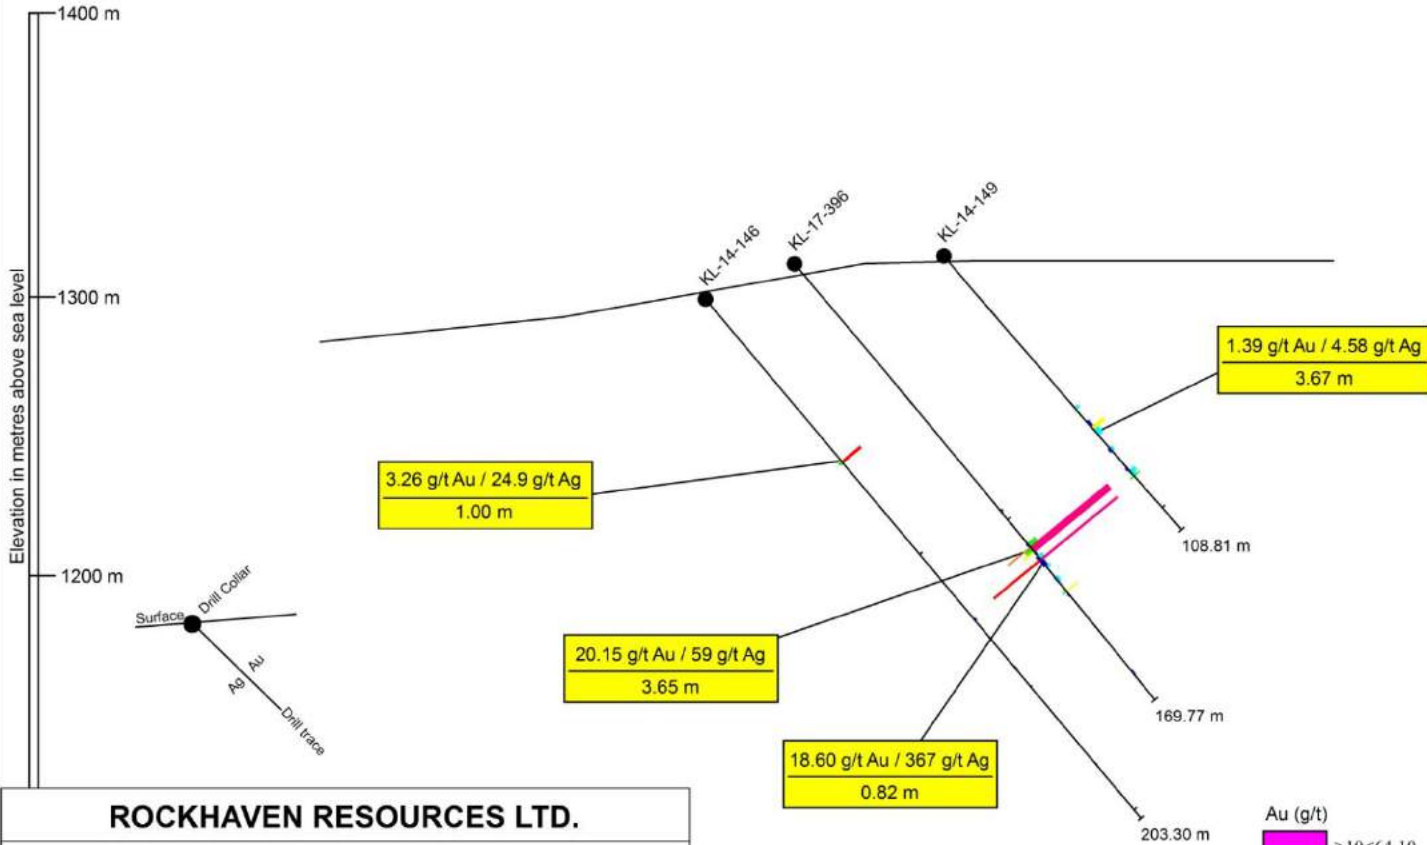 1400 m
KL-14-149
KL-17-396
KL-14-146
1300 m
Elevation in metres above sea level
1.39 g/t Au / 4.58 g/t Ag
3.67 m
3.26 g/t Au / 24.9 g/t Ag
1.00 m
108.81 m
1200 m
Drill Collar
Surface
Au
Ag
Drill trace
20.15 g/t Au / 59 g/t Ag
3.65 m
169.77 m
18.60 g/t Au / 367 g/t Ag
0.82 m
ROCKHAVEN RESOURCES LTD.
Au (g/t)
203.30 m